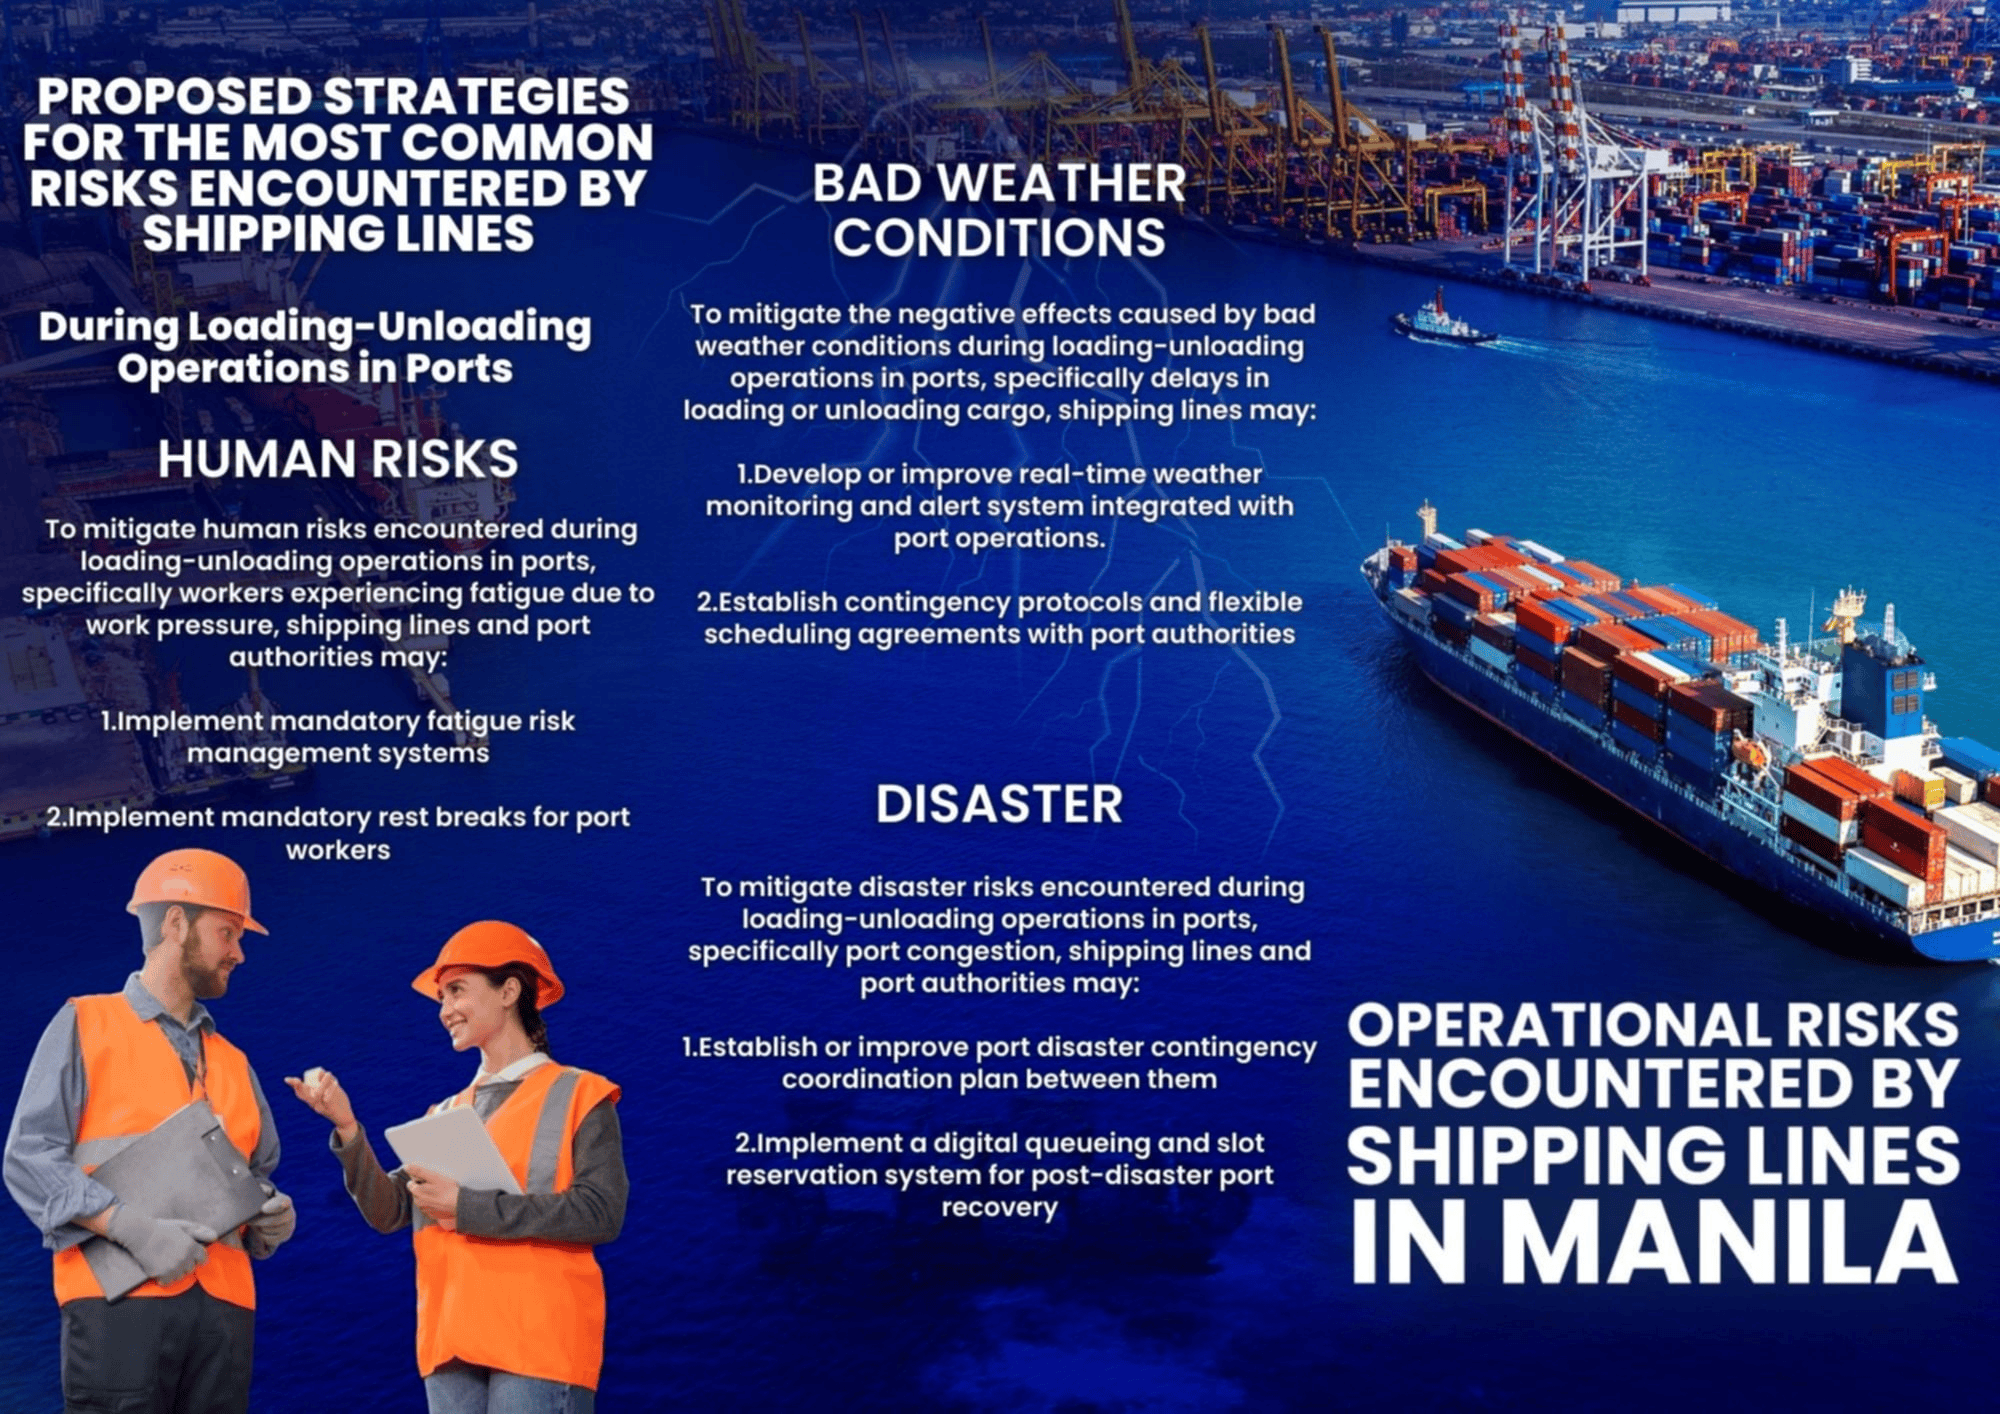 PROPOSED STRATEGIES
FOR THE MOST COMMON
RISKS ENCOUNTERED BY
SHIPPING LINES
During Loading-Unloading
Operations in Ports
HUMAN RISKS
To mitigate human risks encountered during
loading-unloading operations in ports,
specifically workers experiencing fatigue due to
work pressure, shipping lines and port
authorities may:
1.Implement mandatory fatigue risk
management systems
2.Implement mandatory rest breaks for port
workers
BAD WEATHER
CONDITIONS
To mitigate the negative effects caused by bad
weather conditions during loading-unloading
operations in ports, specifically delays in
loading or unloading cargo, shipping lines may:
1.Develop or improve real-time weather
monitoring and alert system integrated with
port operations.
2.Establish contingency protocols and flexible
scheduling agreements with port authorities
DISASTER
To mitigate disaster risks encountered during
loading-unloading operations in ports,
specifically port congestion, shipping lines and
port authorities may:
1.Establish or improve port disaster contingency
coordination plan between them
2.Implement a digital queueing and slot
reservation system for post-disaster port
recovery
OPERATIONAL RISKS
ENCOUNTERED BY
SHIPPING LINES
IN MANILA